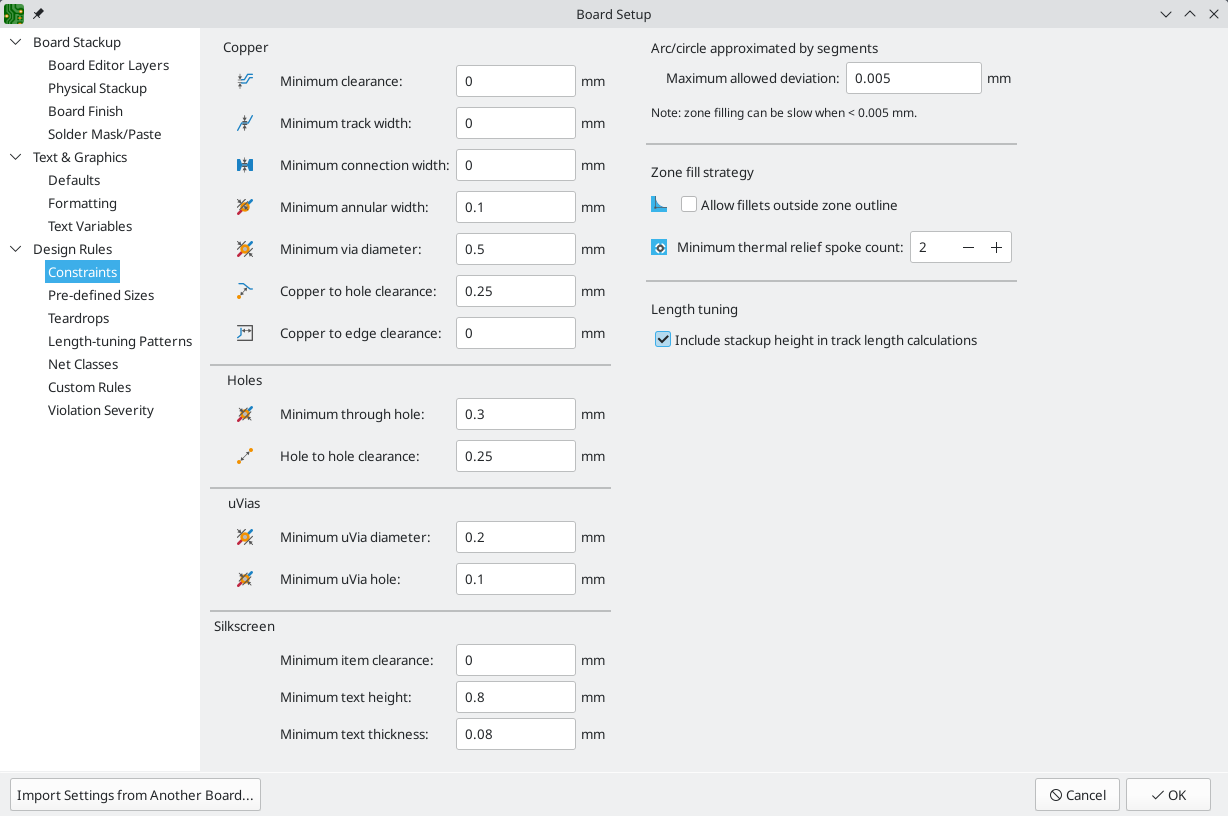 Board Setup
Board Stackup
Board Editor Layers
Physical Stackup
Board Finish
Solder Mask/Paste
Text & Graphics
Defaults
Formatting
Text Variables
Design Rules
Constraints
Pre-defined Sizes
Teardrops
Length-tuning Patterns
Net Classes
Custom Rules
Violation Severity
Copper
Minimum clearance: 0 mm
Minimum track width: 0 mm
Minimum connection width: 0 mm
Minimum annular width: 0.1 mm
Minimum via diameter: 0.5 mm
Copper to hole clearance: 0.25 mm
Copper to edge clearance: 0 mm
Holes
Minimum through hole: 0.3 mm
Hole to hole clearance: 0.25 mm
uVias
Minimum uVia diameter: 0.2 mm
Minimum uVia hole: 0.1 mm
Silkscreen
Minimum item clearance: 0 mm
Minimum text height: 0.8 mm
Minimum text thickness: 0.08 mm
Arc/circle approximated by segments
Maximum allowed deviation: 0.005 mm
Note: zone filling can be slow when < 0.005 mm.
Zone fill strategy
Allow fillets outside zone outline
Minimum thermal relief spoke count: 2
Length tuning
Include stackup height in track length calculations
Import Settings from Another Board...
Cancel
OK